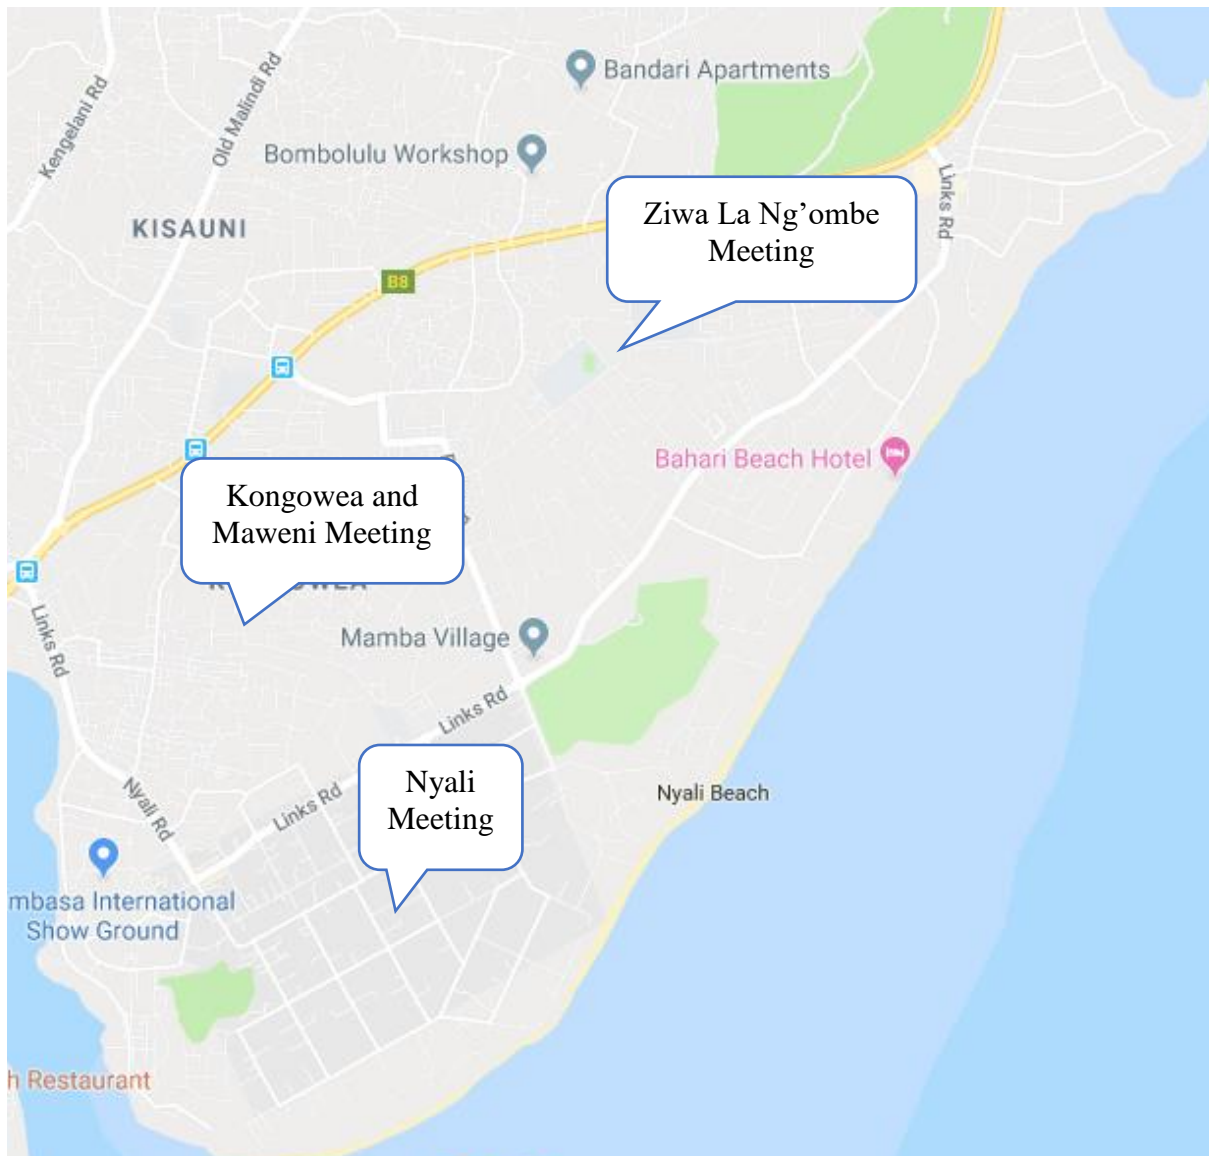 Bandari Apartments
Kengelani Rd
Old Malindi Rd
Bombolulu Workshop
Links Rd
KISAUNI
Ziwa La Ng’ombe
Meeting
B8
Bahari Beach Hotel
Kongowea and
Maweni Meeting
Links Rd
Mamba Village
Links Rd
Nyali
Meeting
Nyali Beach
Nyali Rd
Links Rd
mbasa International
Show Ground
h Restaurant